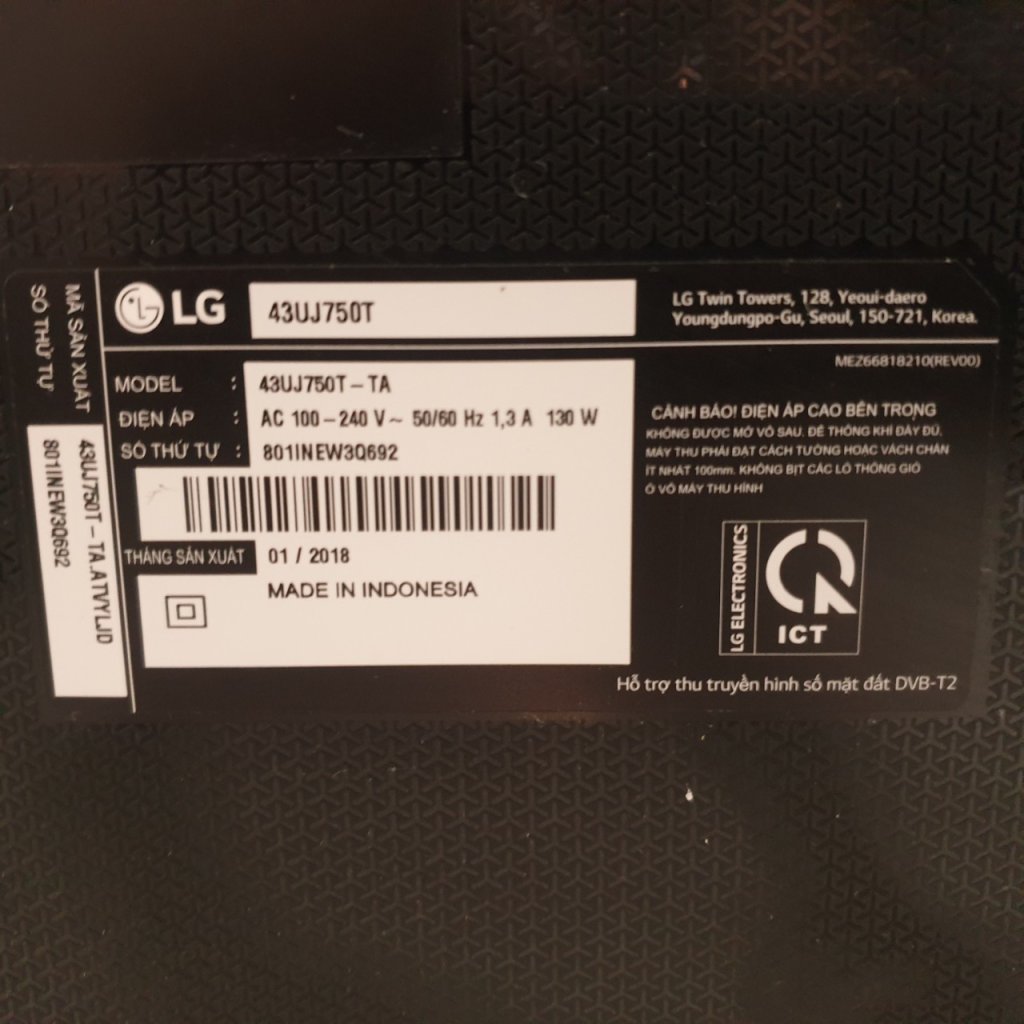 MÃ SẢN XUẤT
SỐ THỨ TỰ
43UJ750T-TA.ATVYLJD
801INEW3Q692
LG
43UJ750T
LG Twin Towers, 128, Yeoui-daero
Youngdungpo-Gu, Seoul, 150-721, Korea.
MEZ66818210(REV00)
MODEL : 43UJ750T-TA
ĐIỆN ÁP : AC 100-240 V~ 50/60 Hz 1,3 A 130 W
SỐ THỨ TỰ : 801INEW3Q692
THÁNG SẢN XUẤT 01 / 2018
MADE IN INDONESIA
CẢNH BÁO! ĐIỆN ÁP CAO BÊN TRONG
KHÔNG ĐƯỢC MỞ VỎ SAU. ĐỂ THÔNG KHÍ ĐẦY ĐỦ,
MÁY THU PHẢI ĐẶT CÁCH TƯỜNG HOẶC VÁCH CHẮN
ÍT NHẤT 100mm. KHÔNG BỊT CÁC LỖ THÔNG GIÓ
Ở VỎ MÁY THU HÌNH
LG ELECTRONICS
ICT
Hỗ trợ thu truyền hình số mặt đất DVB-T2